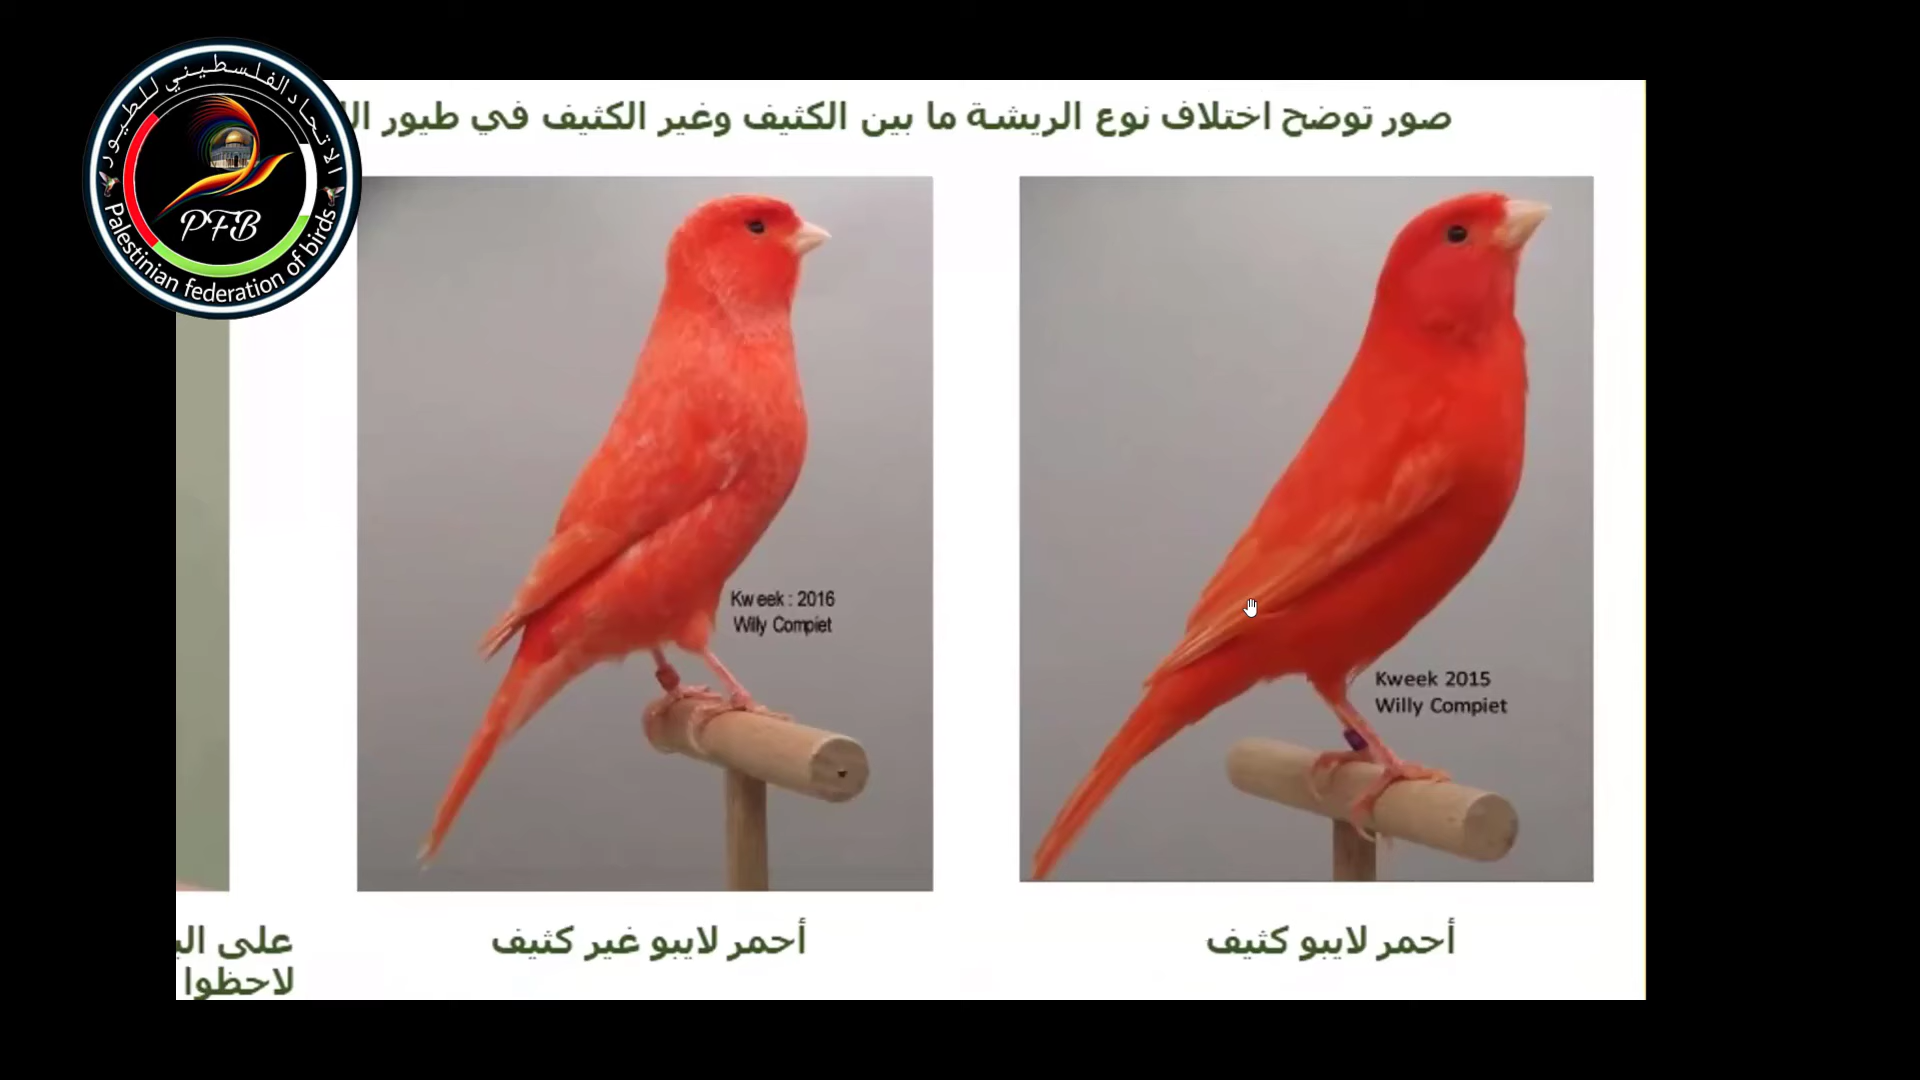 الاتحاد الفلسطيني للطيور
PFB
Palestinian federation of birds
صور توضح اختلاف نوع الريشة ما بين الكثيف وغير الكثيف في طيور
Kweek 2015
Willy Compiet
أحمر لايبو كثيف
Kweek : 2016
Willy Compiet
أحمر لايبو غير كثيف
على
لاحظوا